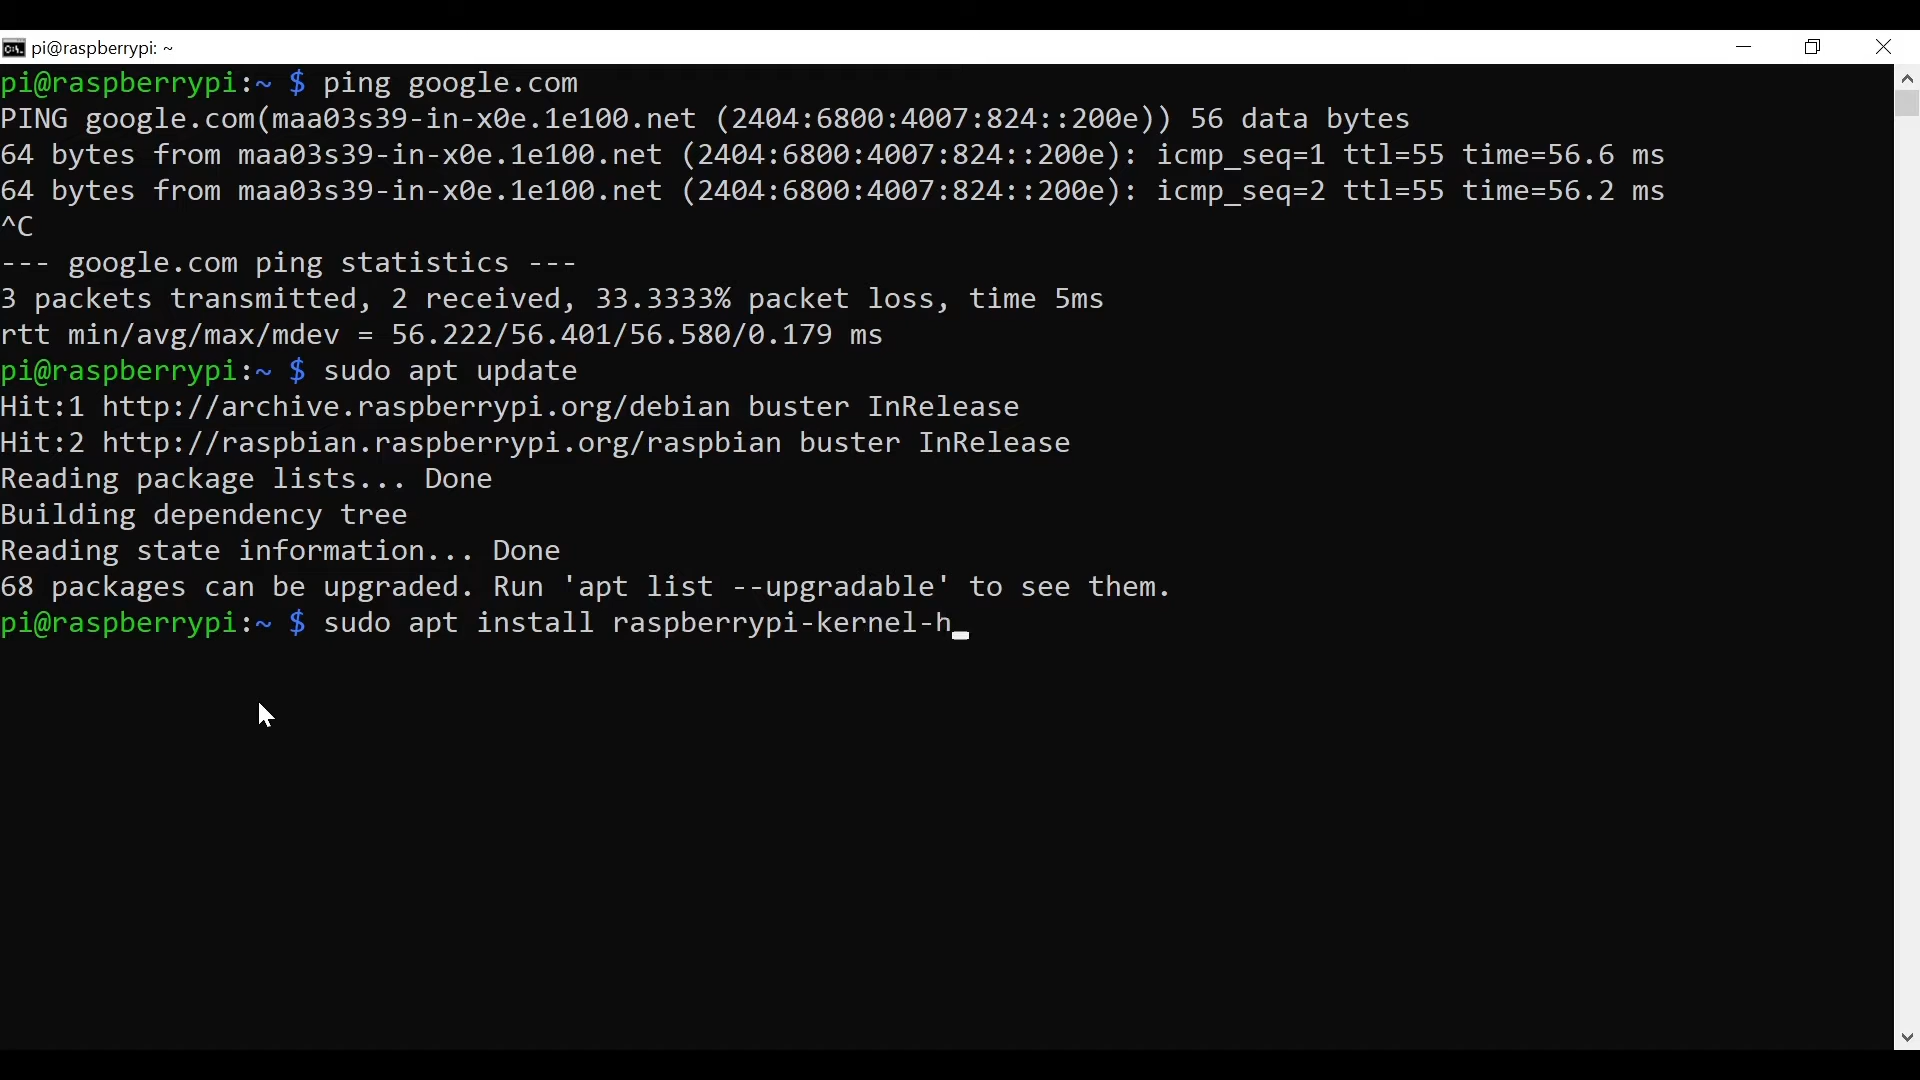 pi@raspberrypi: ~
pi@raspberrypi:~ $ ping google.com
PING google.com(maa03s39-in-x0e.1e100.net (2404:6800:4007:824::200e)) 56 data bytes
64 bytes from maa03s39-in-x0e.1e100.net (2404:6800:4007:824::200e): icmp_seq=1 ttl=55 time=56.6 ms
64 bytes from maa03s39-in-x0e.1e100.net (2404:6800:4007:824::200e): icmp_seq=2 ttl=55 time=56.2 ms
^C
--- google.com ping statistics ---
3 packets transmitted, 2 received, 33.3333% packet loss, time 5ms
rtt min/avg/max/mdev = 56.222/56.401/56.580/0.179 ms
pi@raspberrypi:~ $ sudo apt update
Hit:1 http://archive.raspberrypi.org/debian buster InRelease
Hit:2 http://raspbian.raspberrypi.org/raspbian buster InRelease
Reading package lists... Done
Building dependency tree
Reading state information... Done
68 packages can be upgraded. Run 'apt list --upgradable' to see them.
pi@raspberrypi:~ $ sudo apt install raspberrypi-kernel-h